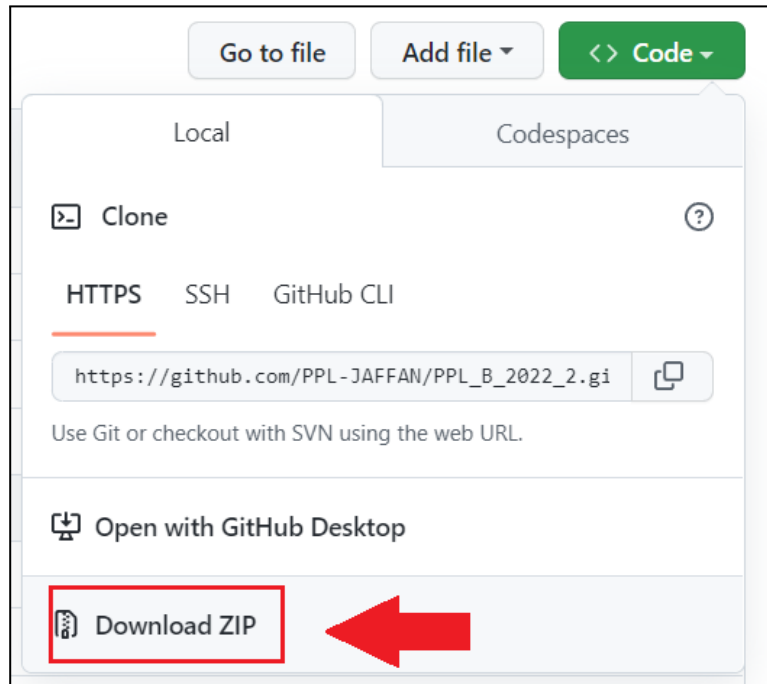 Go to file Add file <> Code
Local Codespaces
Clone
HTTPS SSH GitHub CLI
https://github.com/PPL-JAFFAN/PPL_B_2022_2.gi
Use Git or checkout with SVN using the web URL.
Open with GitHub Desktop
Download ZIP